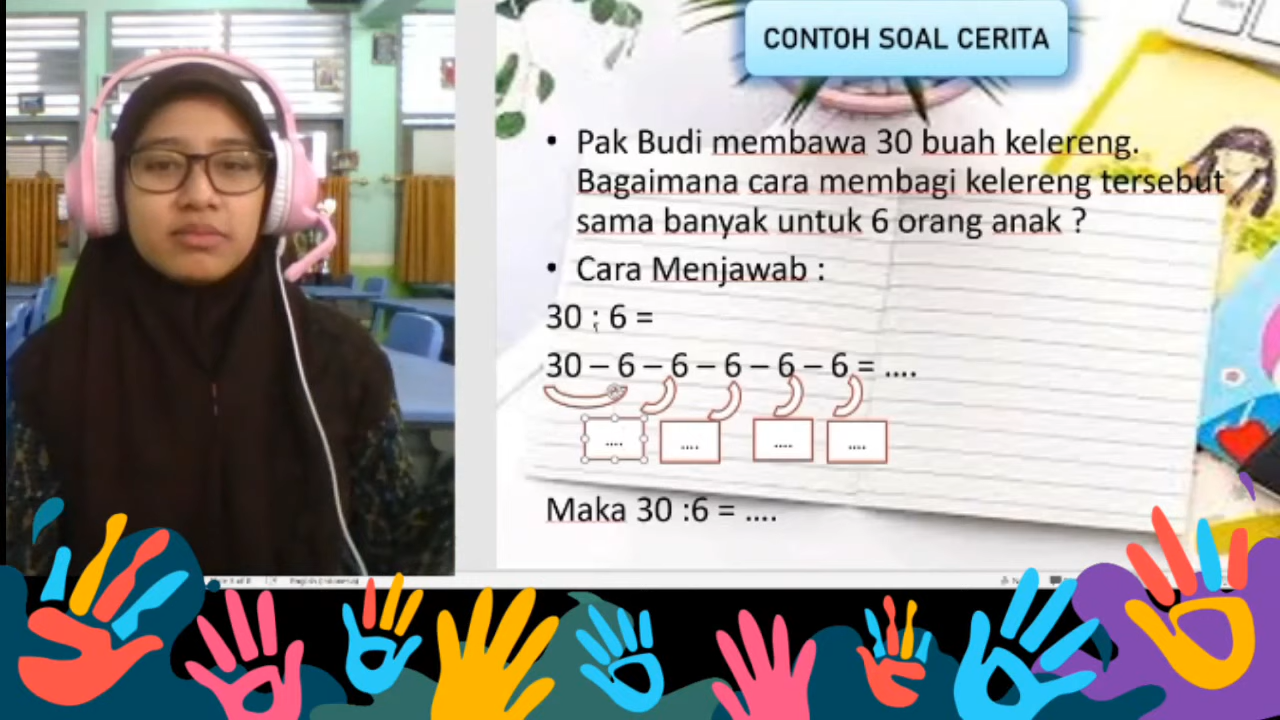 CONTOH SOAL CERITA
• Pak Budi membawa 30 buah kelereng.
Bagaimana cara membagi kelereng tersebut
sama banyak untuk 6 orang anak ?
• Cara Menjawab :
30 : 6 =
30 – 6 – 6 – 6 – 6 – 6 = ....
.... .... .... ....
Maka 30 :6 = ....